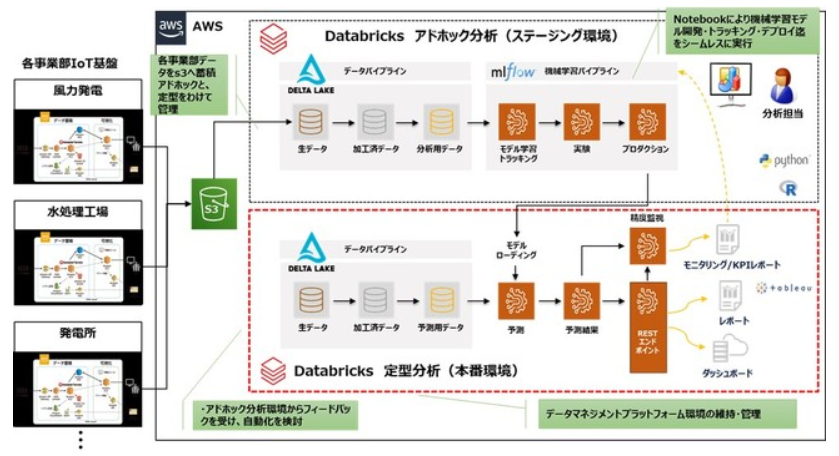 aws
AWS
Databricks アドホック分析（ステージング環境）
Notebookにより機械学習モデ
ル開発・トラッキング・デプロイ迄
をシームレスに実行
各事業部IoT基盤
風力発電
水処理工場
発電所
各事業部デー
タをs3へ蓄積
アドホックと、
定型をわけて
管理
DELTA LAKE
データパイプライン
mlflow 機械学習パイプライン
分析担当
生データ
加工済データ
分析用データ
モデル学習
トラッキング
実験
プロダクション
python
R
S3
DELTA LAKE
データパイプライン
モデル
ローディング
精度監視
モニタリング/KPIレポート
生データ
加工済データ
予測用データ
予測
予測結果
REST
エンド
ポイント
+tableau
レポート
ダッシュボード
Databricks 定型分析（本番環境）
・アドホック分析環境からフィードバック
を受け、自動化を検討
データマネジメントプラットフォーム環境の維持・管理